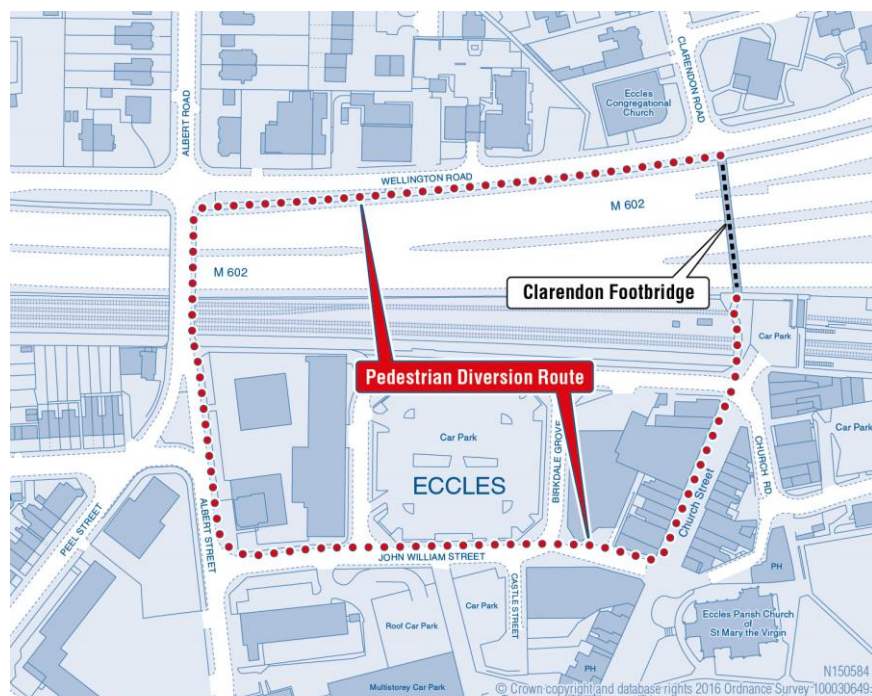 CLARENDON ROAD
ALBERT ROAD
Eccles
Congregational
Church
WELLINGTON ROAD
M 602
M 602
Clarendon Footbridge
Car Park
Pedestrian Diversion Route
Car Park
ECCLES
BIRKDALE GROVE
Church Street
CHURCH RD.
Car Park
PEEL STREET
ALBERT STREET
JOHN WILLIAM STREET
CASTLE STREET
Car Park
Roof Car Park
PH
Eccles Parish Church
of
St Mary the Virgin
PH
Multistorey Car Park
N150584
© Crown copyright and database rights 2016 Ordnance Survey 100030649